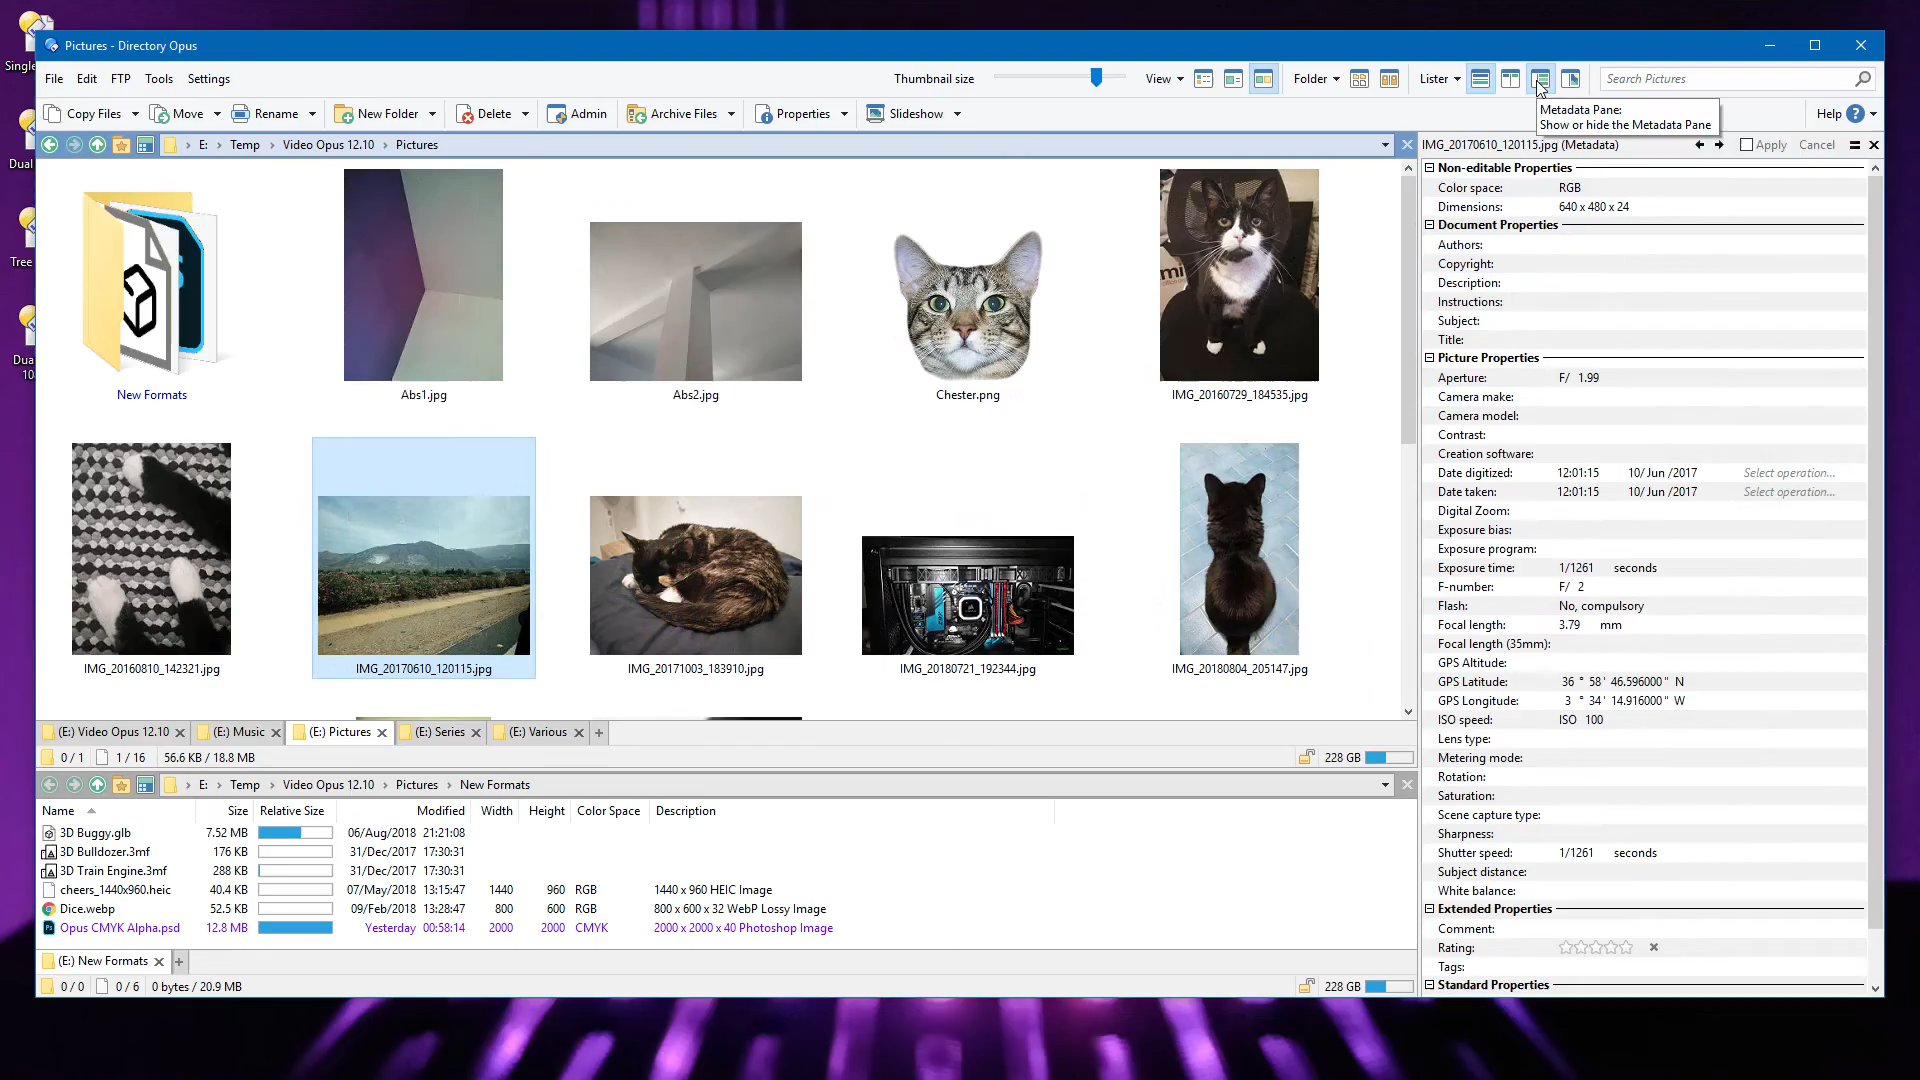 Single
Dual
Tree
Dua
10
Pictures - Directory Opus
File Edit FTP Tools Settings
Thumbnail size View Folder Lister Search Pictures
Copy Files Move Rename New Folder Delete Admin Archive Files Properties Slideshow Help
Metadata Pane:
Show or hide the Metadata Pane
E: Temp Video Opus 12.10 Pictures
New Formats
Abs1.jpg
Abs2.jpg
Chester.png
IMG_20160729_184535.jpg
IMG_20160810_142321.jpg
IMG_20170610_120115.jpg
IMG_20171003_183910.jpg
IMG_20180721_192344.jpg
IMG_20180804_205147.jpg
(E:) Video Opus 12.10 (E:) Music (E:) Pictures (E:) Series (E:) Various
0 / 1 1 / 16 56.6 KB / 18.8 MB 228 GB
E: Temp Video Opus 12.10 Pictures New Formats
Name Size Relative Size Modified Width Height Color Space Description
3D Buggy.glb 7.52 MB 06/Aug/2018 21:21:08
3D Bulldozer.3mf 176 KB 31/Dec/2017 17:30:31
3D Train Engine.3mf 288 KB 31/Dec/2017 17:30:31
cheers_1440x960.heic 40.4 KB 07/May/2018 13:15:47 1440 960 RGB 1440 x 960 HEIC Image
Dice.webp 52.5 KB 09/Feb/2018 13:28:47 800 600 RGB 800 x 600 x 32 WebP Lossy Image
Opus CMYK Alpha.psd 12.8 MB Yesterday 00:58:14 2000 2000 CMYK 2000 x 2000 x 40 Photoshop Image
(E:) New Formats
0 / 0 0 / 6 0 bytes / 20.9 MB 228 GB
IMG_20170610_120115.jpg (Metadata) Apply Cancel
Non-editable Properties
Color space: RGB
Dimensions: 640 x 480 x 24
Document Properties
Authors:
Copyright:
Description:
Instructions:
Subject:
Title:
Picture Properties
Aperture: F/ 1.99
Camera make:
Camera model:
Contrast:
Creation software:
Date digitized: 12:01:15 10/ Jun /2017 Select operation...
Date taken: 12:01:15 10/ Jun /2017 Select operation...
Digital Zoom:
Exposure bias:
Exposure program:
Exposure time: 1/1261 seconds
F-number: F/ 2
Flash: No, compulsory
Focal length: 3.79 mm
Focal length (35mm):
GPS Altitude:
GPS Latitude: 36 ° 58 ' 46.596000 " N
GPS Longitude: 3 ° 34 ' 14.916000 " W
ISO speed: ISO 100
Lens type:
Metering mode:
Rotation:
Saturation:
Scene capture type:
Sharpness:
Shutter speed: 1/1261 seconds
Subject distance:
White balance:
Extended Properties
Comment:
Rating:
Tags:
Standard Properties